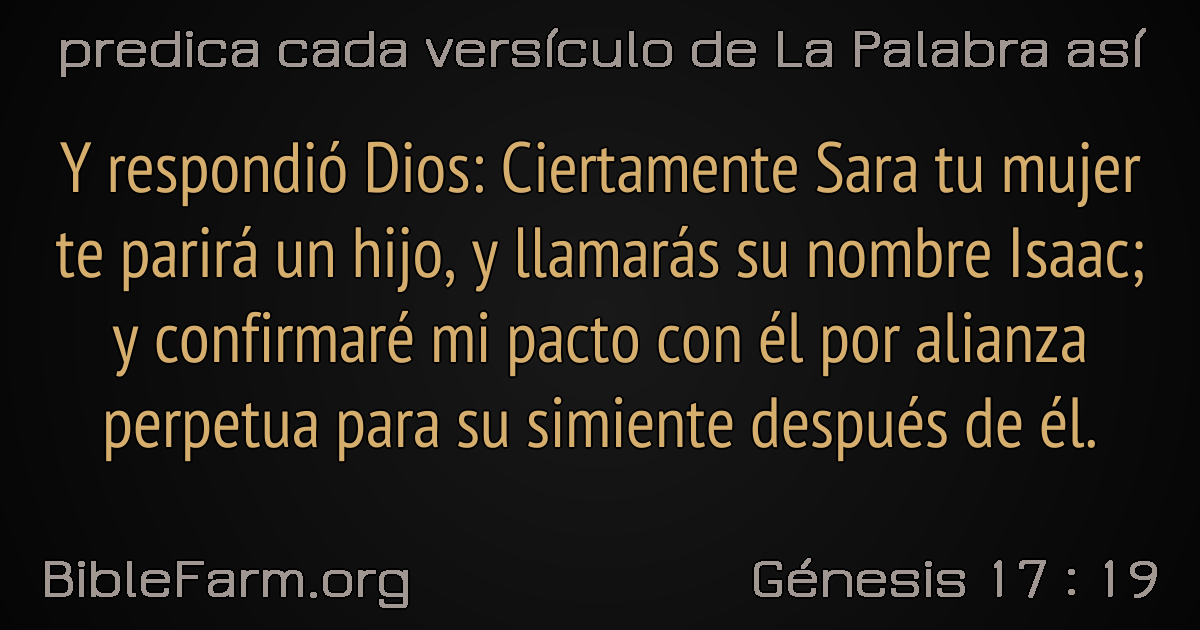 predica cada versículo de La Palabra así
Y respondió Dios: Ciertamente Sara tu mujer
te parirá un hijo, y llamarás su nombre Isaac;
y confirmaré mi pacto con él por alianza
perpetua para su simiente después de él.
BibleFarm.org
Génesis 17 : 19